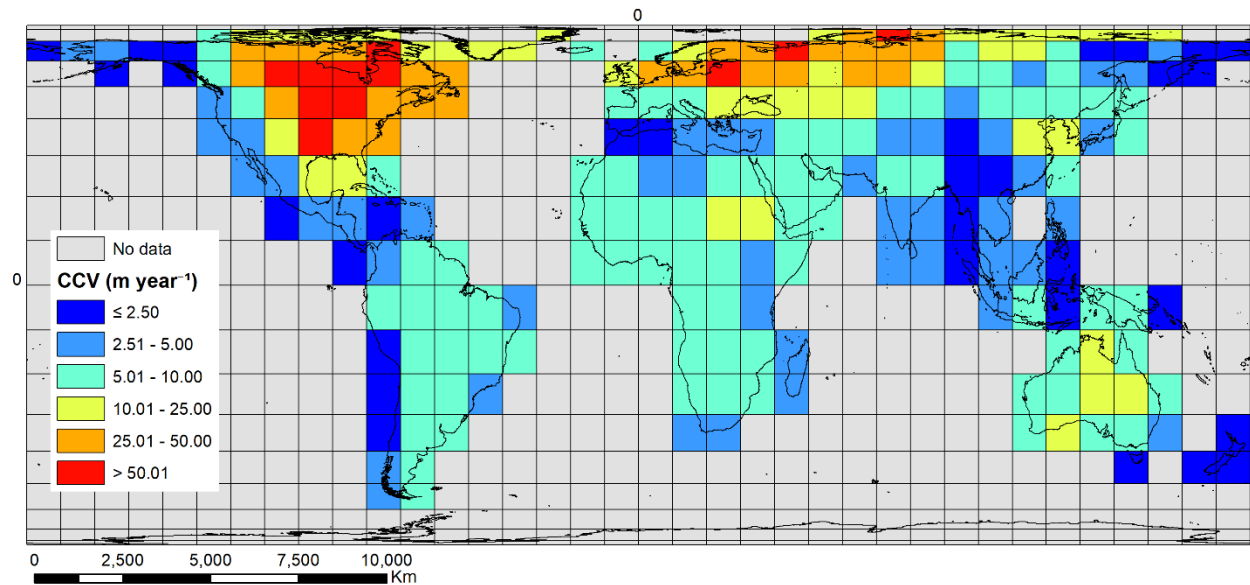 0
0
No data
CCV (m year⁻¹)
≤ 2.50
2.51 - 5.00
5.01 - 10.00
10.01 - 25.00
25.01 - 50.00
> 50.01
0 2,500 5,000 7,500 10,000
Km